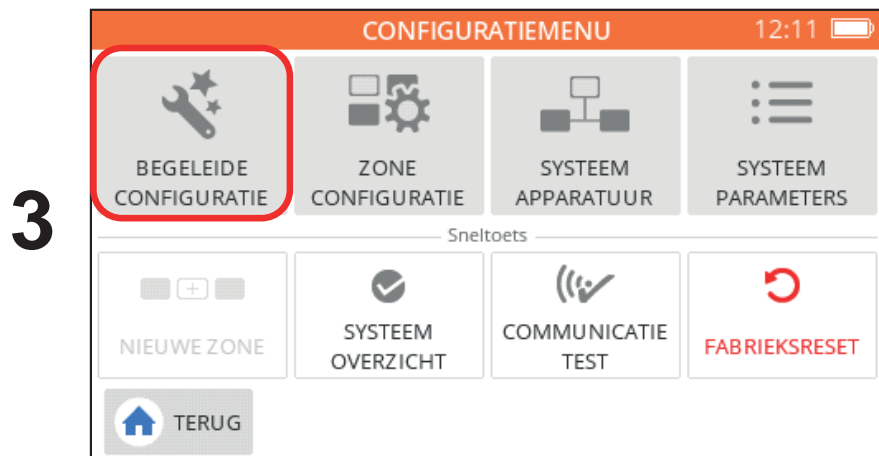 CONFIGURATIEMENU 12:11
BEGELEIDE
CONFIGURATIE
ZONE
CONFIGURATIE
SYSTEEM
APPARATUUR
SYSTEEM
PARAMETERS
3
Sneltoets
NIEUWE ZONE
SYSTEEM
OVERZICHT
COMMUNICATIE
TEST
FABRIEKSRESET
TERUG